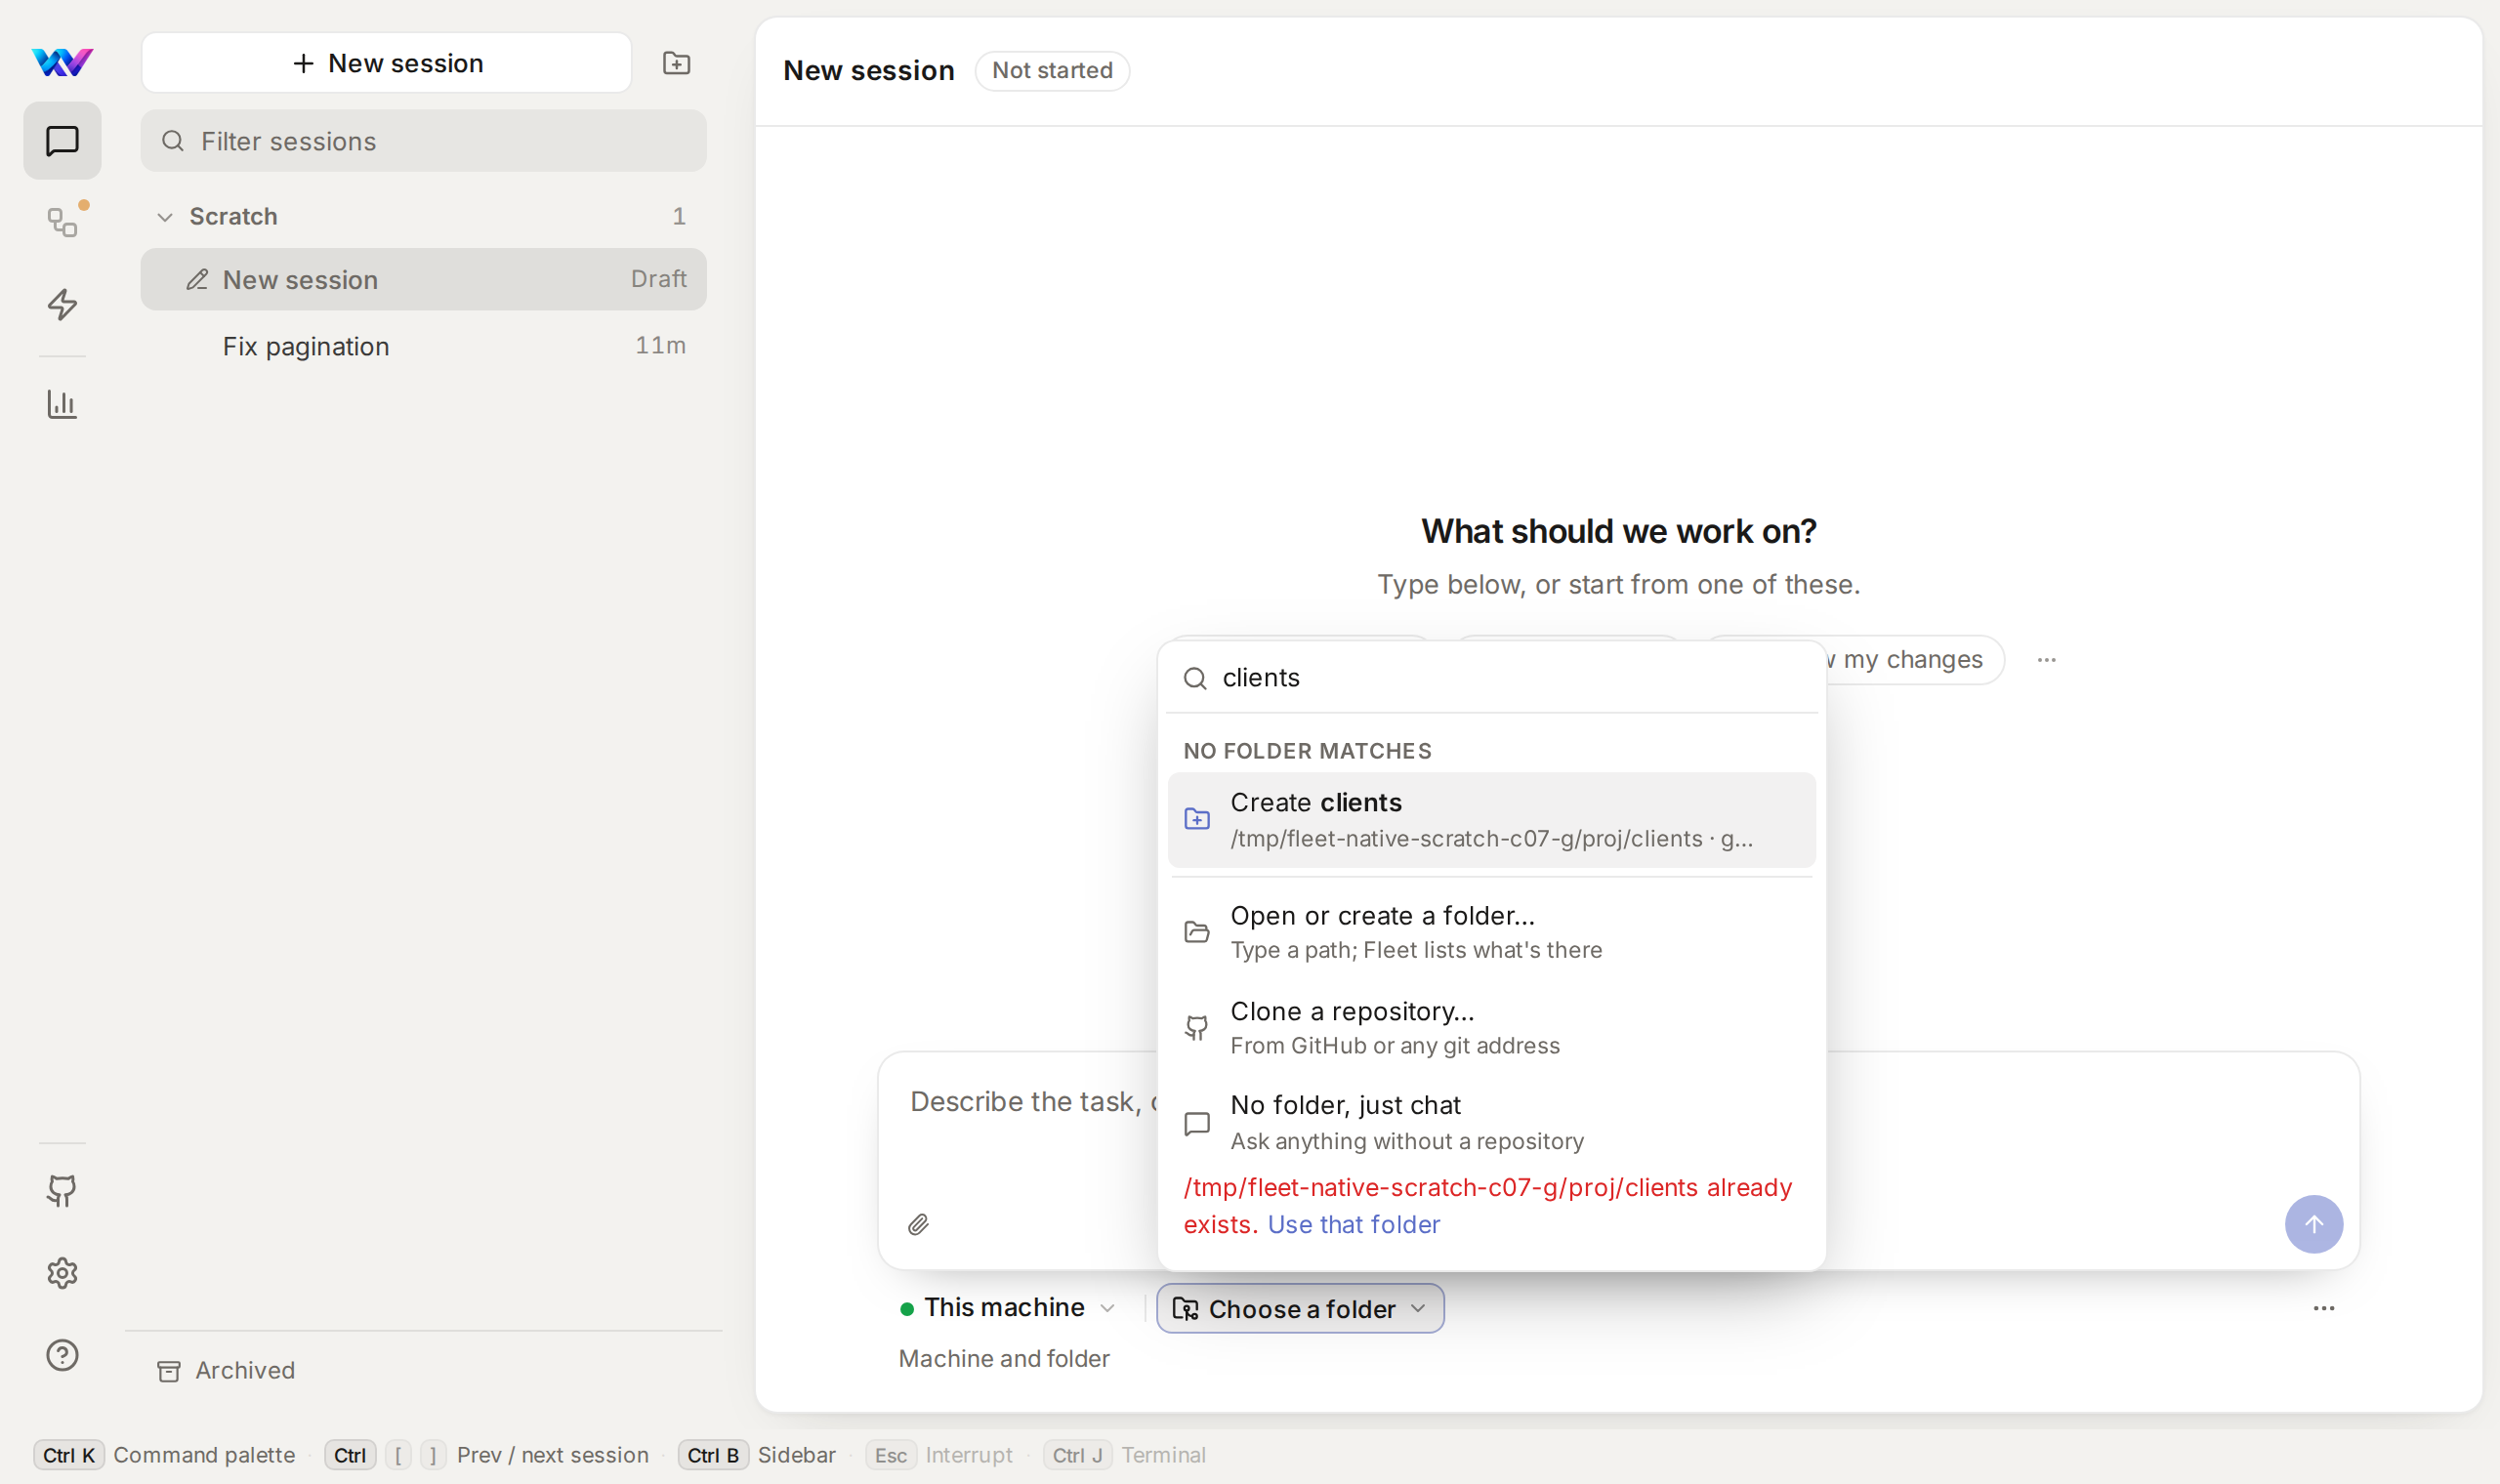 New session
Filter sessions
Scratch 1
New session Draft
Fix pagination 11m
Archived
New session Not started
What should we work on?
Type below, or start from one of these.
my changes
clients
NO FOLDER MATCHES
Create clients
/tmp/fleet-native-scratch-c07-g/proj/clients · g...
Open or create a folder...
Type a path; Fleet lists what's there
Clone a repository...
From GitHub or any git address
No folder, just chat
Ask anything without a repository
/tmp/fleet-native-scratch-c07-g/proj/clients already
exists. Use that folder
Describe the task,
This machine Choose a folder
Machine and folder
Ctrl K Command palette · Ctrl [ ] Prev / next session · Ctrl B Sidebar · Esc Interrupt · Ctrl J Terminal